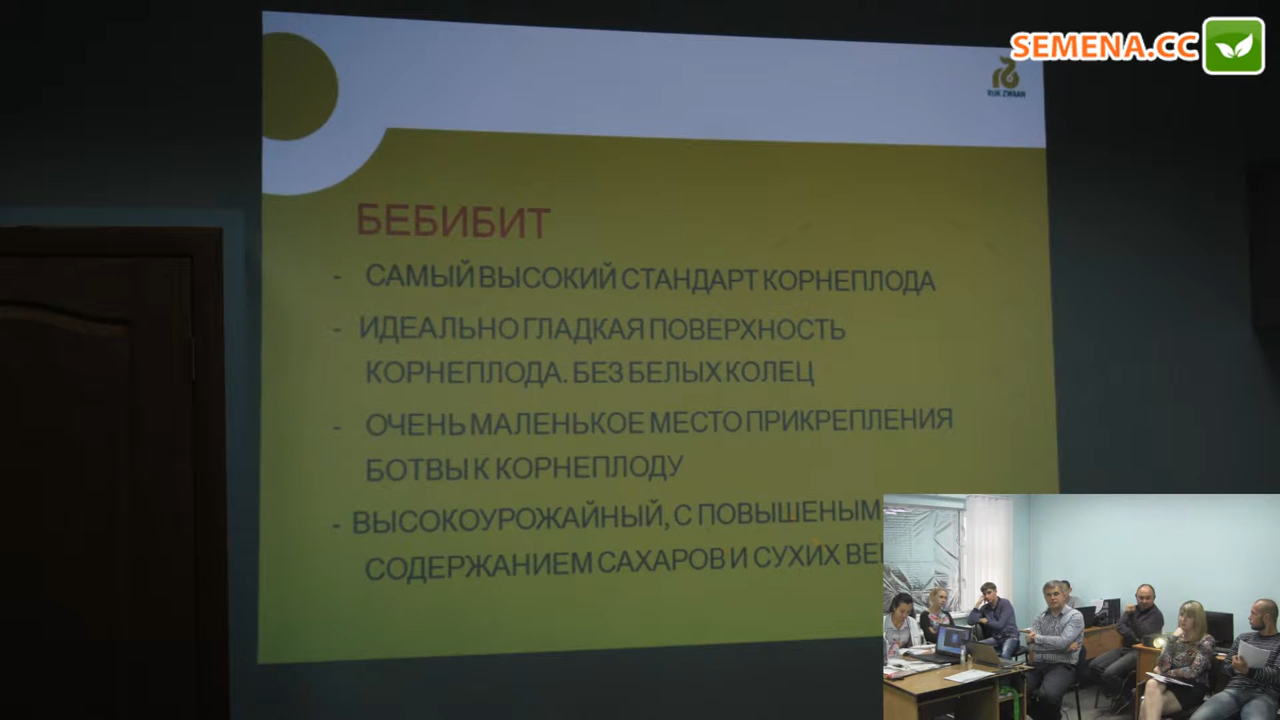 SEMENA.CC
RIJK ZWAAN
БЕБИБИТ
- САМЫЙ ВЫСОКИЙ СТАНДАРТ КОРНЕПЛОДА
- ИДЕАЛЬНО ГЛАДКАЯ ПОВЕРХНОСТЬ
КОРНЕПЛОДА. БЕЗ БЕЛЫХ КОЛЕЦ
- ОЧЕНЬ МАЛЕНЬКОЕ МЕСТО ПРИКРЕПЛЕНИЯ
БОТВЫ К КОРНЕПЛОДУ
- ВЫСОКОУРОЖАЙНЫЙ, С ПОВЫШЕНЫМ
СОДЕРЖАНИЕМ САХАРОВ И СУХИХ